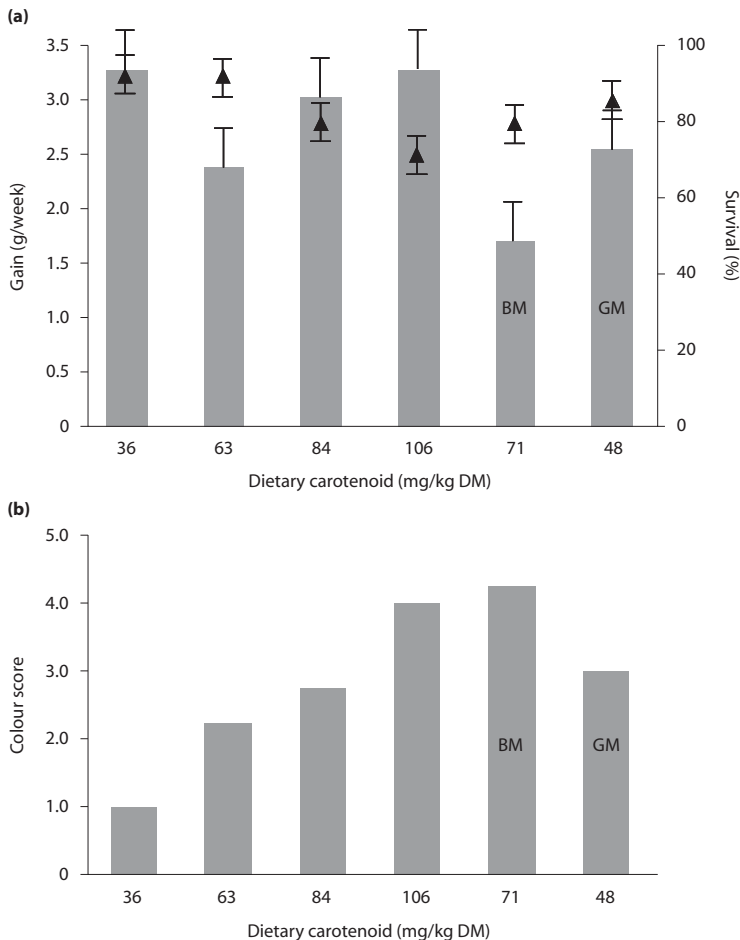 (a)
3.5
3.0
2.5
2.0
1.5
1.0
0.5
0
Gain (g/week)
100
80
60
40
20
0
Survival (%)
BM
GM
36 63 84 106 71 48
Dietary carotenoid (mg/kg DM)
(b)
5.0
4.0
3.0
2.0
1.0
0
Colour score
BM
GM
36 63 84 106 71 48
Dietary carotenoid (mg/kg DM)